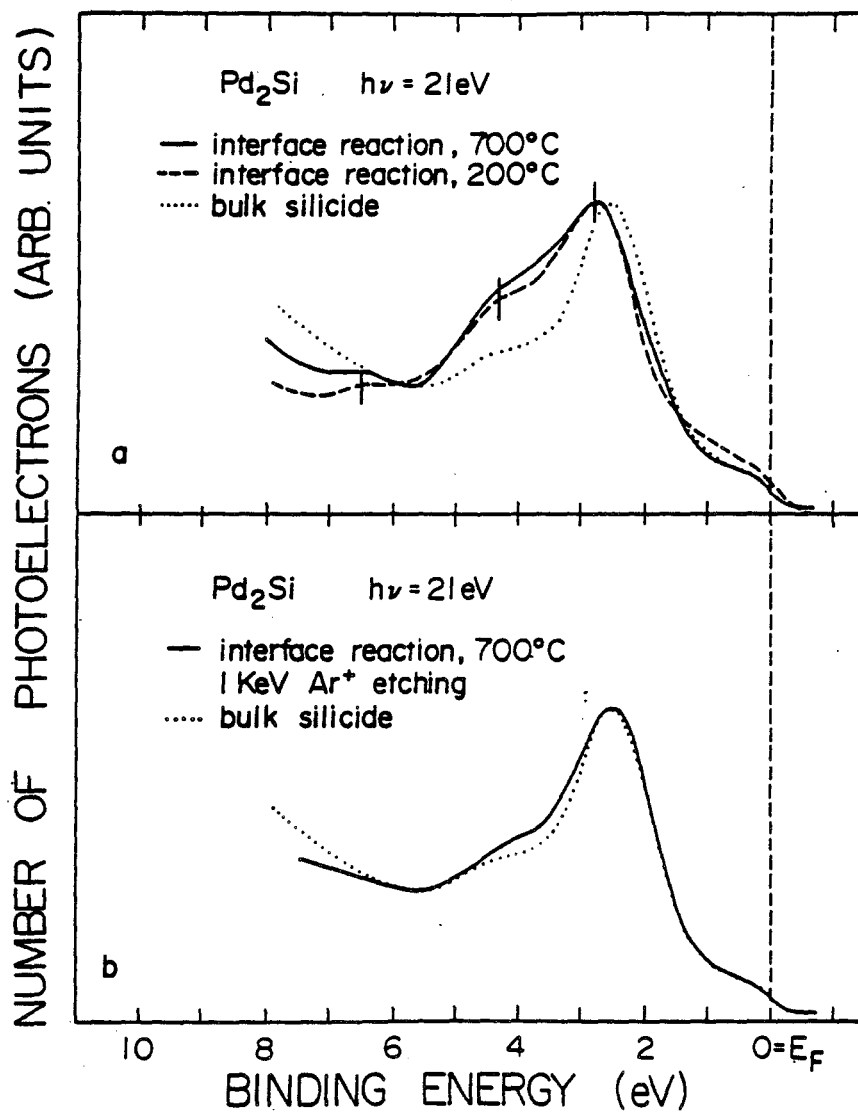 NUMBER OF PHOTOELECTRONS (ARB. UNITS)
Pd₂Si hν = 21eV
interface reaction, 700°C
interface reaction, 200°C
bulk silicide
a
Pd₂Si hν = 21eV
interface reaction, 700°C
1 KeV Ar⁺ etching
bulk silicide
b
10 8 6 4 2 0=E_F
BINDING ENERGY (eV)